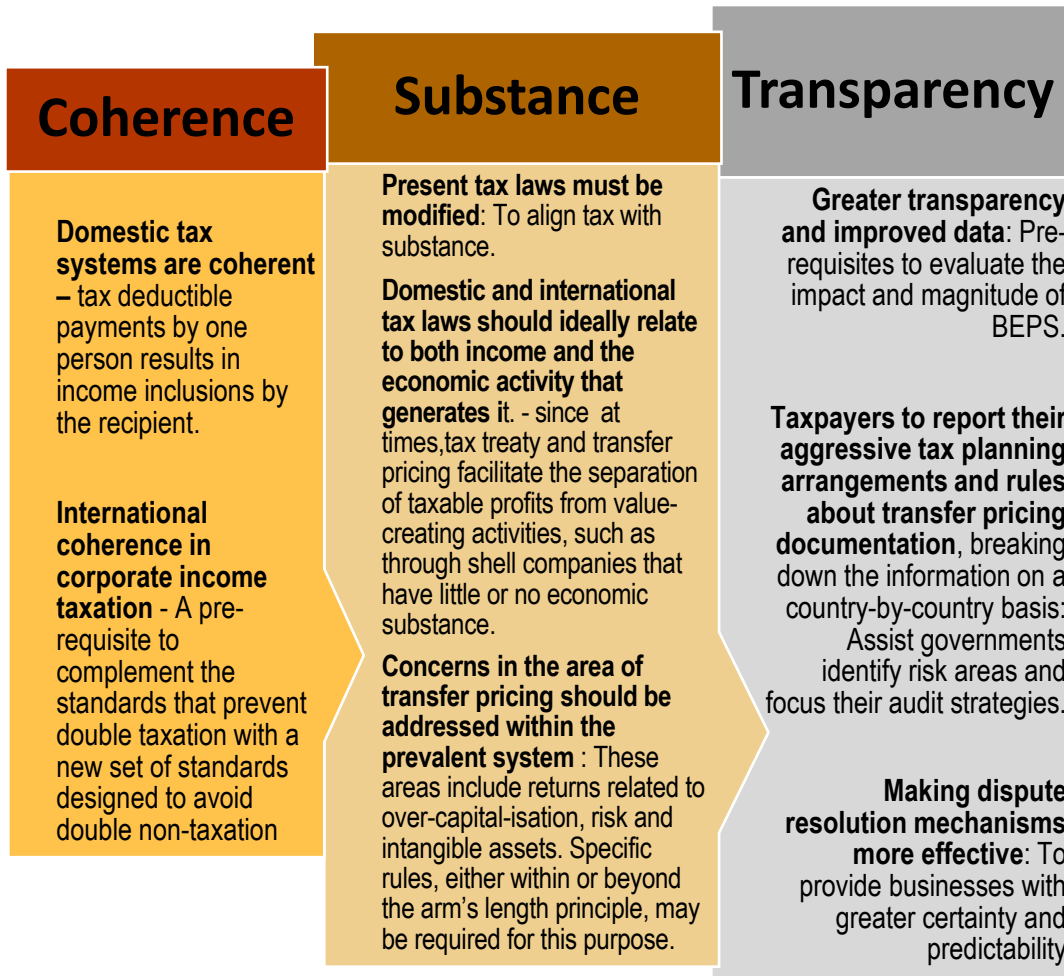 Coherence
Domestic tax
systems are coherent
– tax deductible
payments by one
person results in
income inclusions by
the recipient.
International
coherence in
corporate income
taxation - A pre-
requisite to
complement the
standards that prevent
double taxation with a
new set of standards
designed to avoid
double non-taxation
Substance
Present tax laws must be
modified: To align tax with
substance.
Domestic and international
tax laws should ideally relate
to both income and the
economic activity that
generates it. - since at
times,tax treaty and transfer
pricing facilitate the separation
of taxable profits from value-
creating activities, such as
through shell companies that
have little or no economic
substance.
Concerns in the area of
transfer pricing should be
addressed within the
prevalent system : These
areas include returns related to
over-capital-isation, risk and
intangible assets. Specific
rules, either within or beyond
the arm’s length principle, may
be required for this purpose.
Transparency
Greater transparency
and improved data: Pre-
requisites to evaluate the
impact and magnitude of
BEPS.
Taxpayers to report their
aggressive tax planning
arrangements and rules
about transfer pricing
documentation, breaking
down the information on a
country-by-country basis:
Assist governments
identify risk areas and
focus their audit strategies.
Making dispute
resolution mechanisms
more effective: To
provide businesses with
greater certainty and
predictability